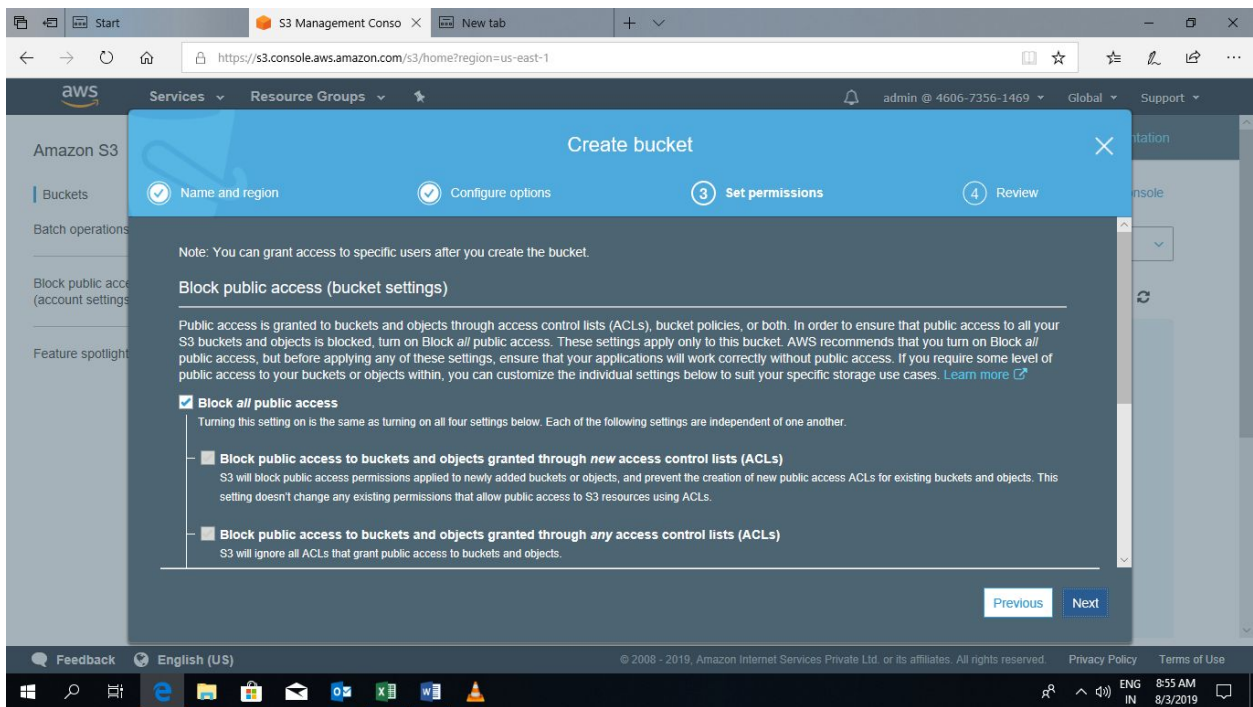 Start
S3 Management Conso
New tab
https://s3.console.aws.amazon.com/s3/home?region=us-east-1
aws
Services
Resource Groups
admin @ 4606-7356-1469
Global
Support
Amazon S3
Buckets
Batch operations
Block public acce
(account settings
Feature spotlight
ntation
nsole
Create bucket
Name and region
Configure options
3 Set permissions
4 Review
Note: You can grant access to specific users after you create the bucket.
Block public access (bucket settings)
Public access is granted to buckets and objects through access control lists (ACLs), bucket policies, or both. In order to ensure that public access to all your
S3 buckets and objects is blocked, turn on Block all public access. These settings apply only to this bucket. AWS recommends that you turn on Block all
public access, but before applying any of these settings, ensure that your applications will work correctly without public access. If you require some level of
public access to your buckets or objects within, you can customize the individual settings below to suit your specific storage use cases. Learn more
Block all public access
Turning this setting on is the same as turning on all four settings below. Each of the following settings are independent of one another.
Block public access to buckets and objects granted through new access control lists (ACLs)
S3 will block public access permissions applied to newly added buckets or objects, and prevent the creation of new public access ACLs for existing buckets and objects. This
setting doesn't change any existing permissions that allow public access to S3 resources using ACLs.
Block public access to buckets and objects granted through any access control lists (ACLs)
S3 will ignore all ACLs that grant public access to buckets and objects.
Previous
Next
Feedback
English (US)
© 2008 - 2019, Amazon Internet Services Private Ltd. or its affiliates. All rights reserved.
Privacy Policy
Terms of Use
ENG
IN
8:55 AM
8/3/2019